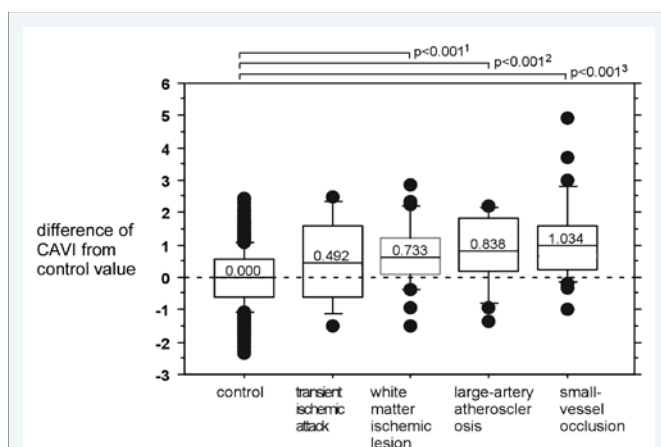 p<0.001¹
p<0.001²
p<0.001³
6
5
4
3
2
1
0
-1
-2
-3
difference of
CAVI from
control value
0.000
0.492
0.733
0.838
1.034
control
transient
ischemic
attack
white
matter
ischemic
lesion
large-artery
atheroscler
osis
small-
vessel
occlusion